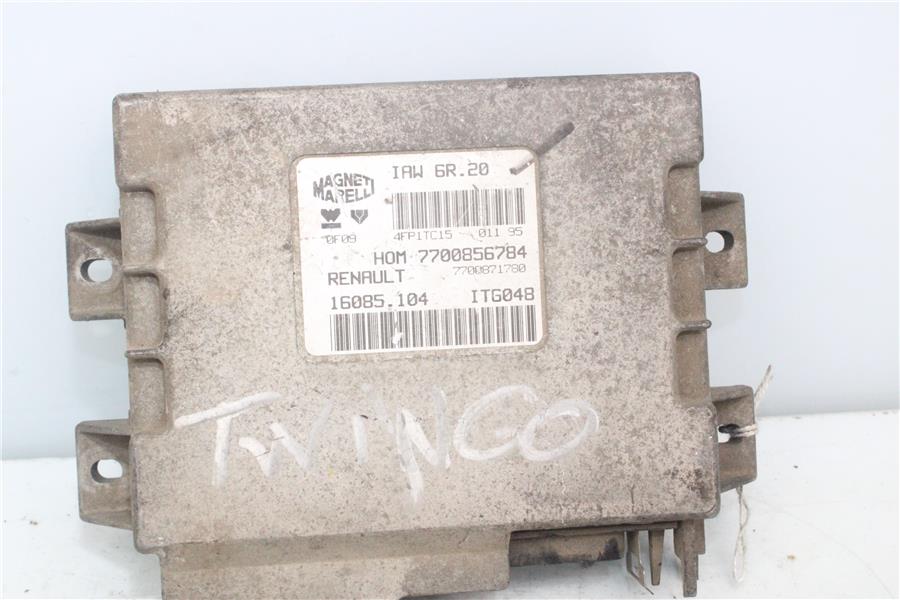 MAGNETI MARELLI
IAW 6R.20
0F09
4FP1TC15 011 95
HOM 7700856784
RENAULT 7700871780
16085.104 ITG048
TWINGO